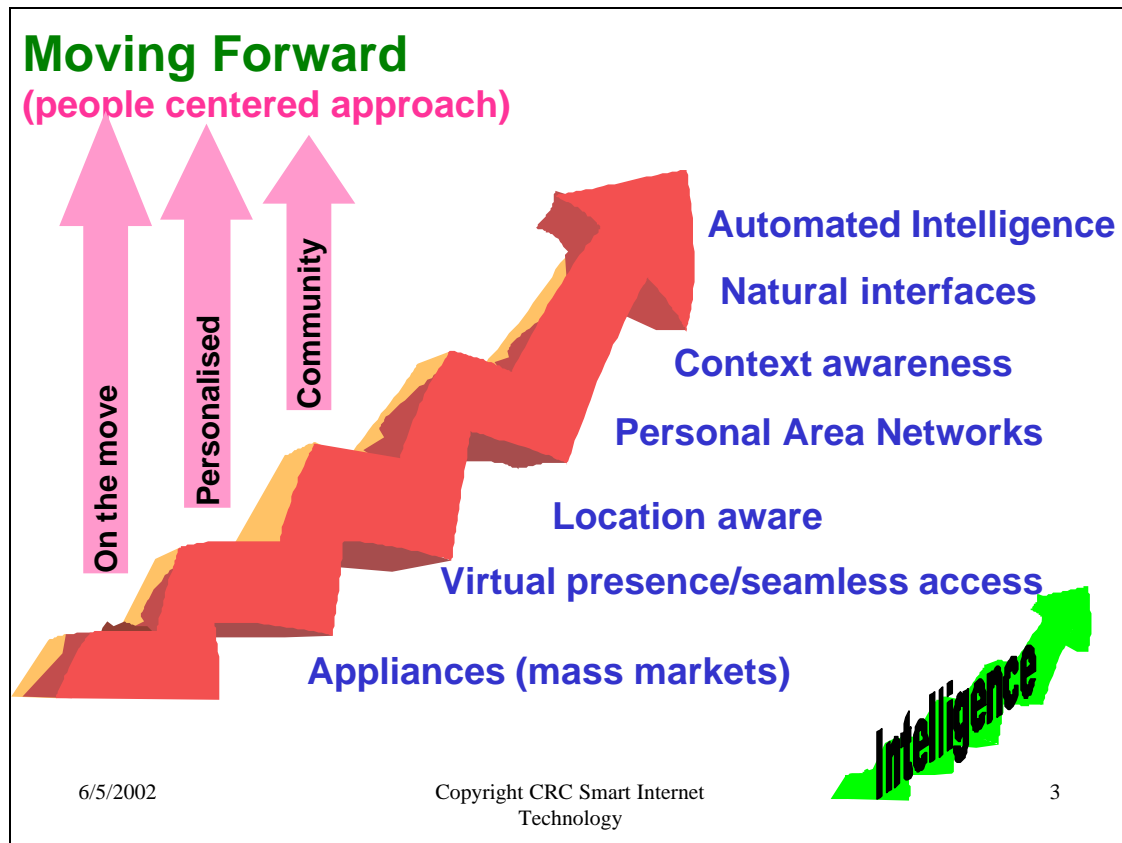 Moving Forward
(people centered approach)
On the move
Personalised
Community
Automated Intelligence
Natural interfaces
Context awareness
Personal Area Networks
Location aware
Virtual presence/seamless access
Appliances (mass markets)
Intelligence
6/5/2002
Copyright CRC Smart Internet
Technology
3